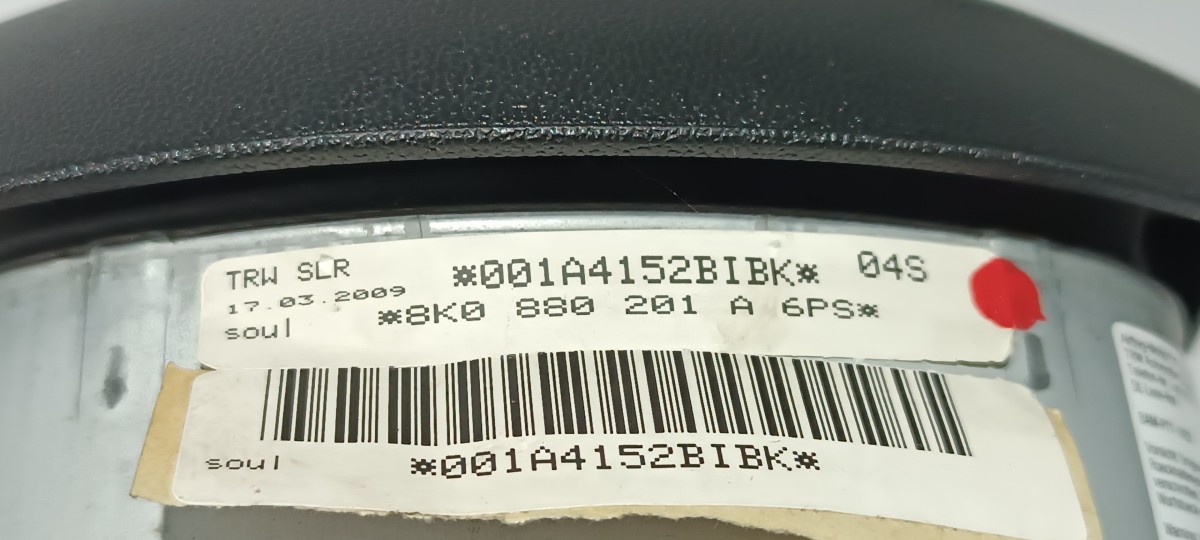 TRW SLR
*001A4152BIBK* 04S
17.03.2009
*8K0 880 201 A 6PS*
soul
soul
*001A4152BIBK*